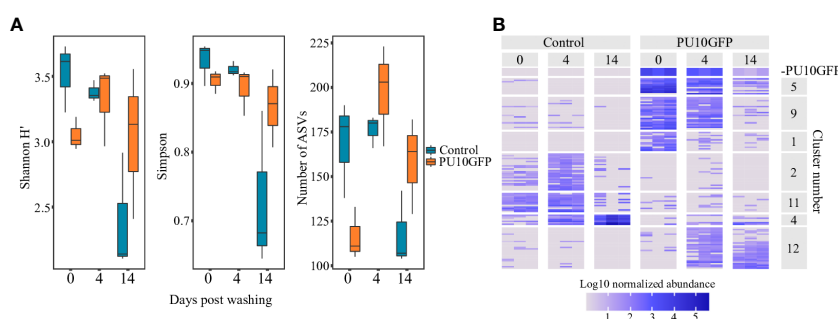 A
Shannon H'
3.5
3.0
2.5
0 4 14
Simpson
0.9
0.8
0.7
0 4 14
Number of ASVs
225
200
175
150
125
100
0 4 14
Days post washing
Control
PU10GFP
B
Control PU10GFP
0 4 14 0 4 14
-PU10GFP
5
9
1
2
11
4
12
Cluster number
Log10 normalized abundance
1 2 3 4 5